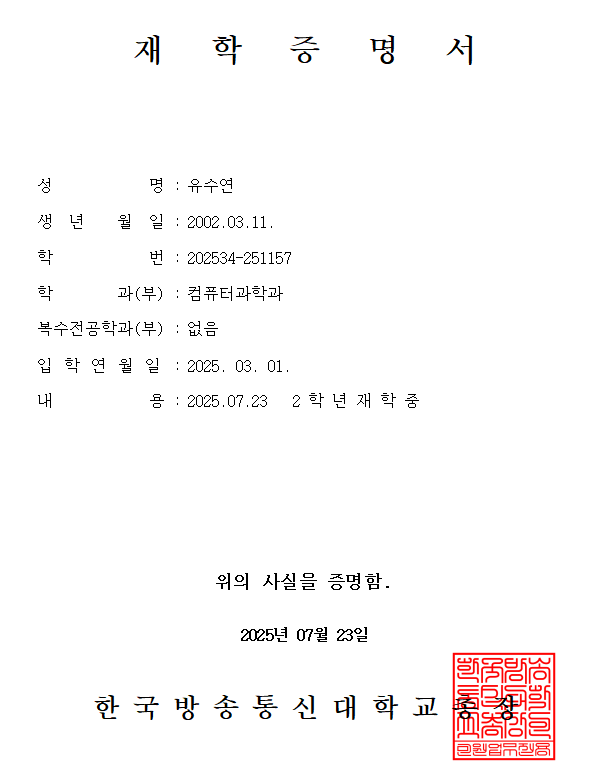 재 학 증 명 서
성 명 : 유수연
생 년 월 일 : 2002.03.11.
학 번 : 202534-251157
학 과(부) : 컴퓨터과학과
복수전공학과(부) : 없음
입 학 연 월 일 : 2025. 03. 01.
내 용 : 2025.07.23 2 학 년 재 학 중
위의 사실을 증명함.
2025년 07월 23일
한 국 방 송 통 신 대 학 교 총 장